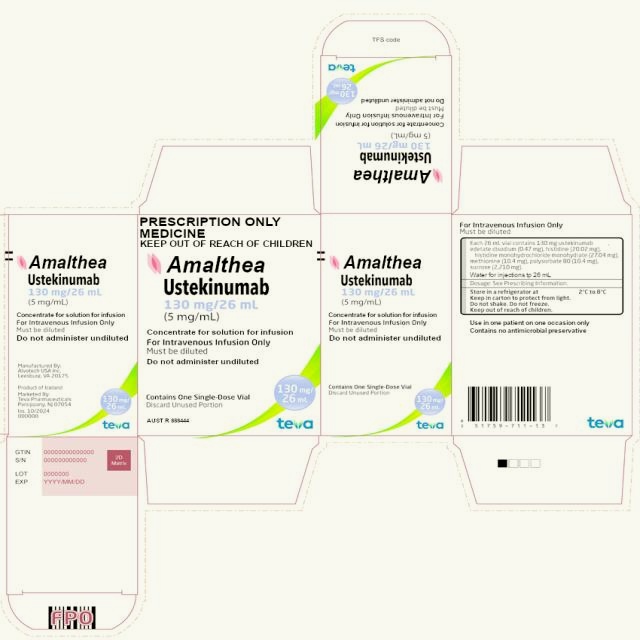 TFS code
teva
130 mg/
26 mL
Do not administer undiluted
Must be diluted
For Intravenous Infusion Only
Concentrate for solution for infusion
(5 mg/mL)
130 mg/26 mL
Ustekinumab
Amalthea
Amalthea
Ustekinumab
130 mg/26 mL
(5 mg/mL)
Concentrate for solution for infusion
For Intravenous Infusion Only
Must be diluted
Do not administer undiluted
Manufactured By:
Alvotech USA Inc.
Leesburg, VA 20175
Product of Iceland
Marketed By:
Teva Pharmaceuticals
Parsippany, NJ 07054
Iss. 10/2024
000000
130 mg/
26 mL
teva
PRESCRIPTION ONLY
MEDICINE
KEEP OUT OF REACH OF CHILDREN
Amalthea
Ustekinumab
130 mg/26 mL
(5 mg/mL)
Concentrate for solution for infusion
For Intravenous Infusion Only
Must be diluted
Do not administer undiluted
Contains One Single-Dose Vial
Discard Unused Portion
AUST R
130 mg/
26 mL
teva
Amalthea
Ustekinumab
130 mg/26 mL
(5 mg/mL)
Concentrate for solution for infusion
For Intravenous Infusion Only
Must be diluted
Do not administer undiluted
Contains One Single-Dose Vial
Discard Unused Portion
130 mg/
26 mL
teva
For Intravenous Infusion Only
Must be diluted
Each 26 mL vial contains 130 mg ustekinumab
edetate disodium (0.47 mg), histidine (20.02 mg),
histidine monohydrochloride monohydrate (27.04 mg),
methionine (10.4 mg), polysorbate 80 (10.4 mg),
sucrose (2,210 mg).
Water for injections to 26 mL
Dosage: See Prescribing Information.
Store in a refrigerator at 2°C to 8°C
Keep in carton to protect from light.
Do not shake. Do not freeze.
Keep out of reach of children.
Use in one patient on one occasion only
Contains no antimicrobial preservative
51759-711-13
teva
GTIN 00000000000000
S/N 000000000000
LOT 0000000
EXP YYYY/MM/DD
2D
Matrix
FPO